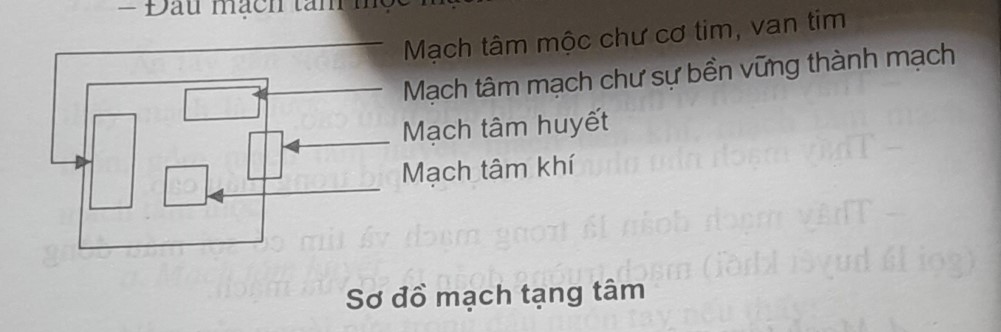 – Đầu mạch tâm mộc mạch
Mạch tâm mộc chư cơ tim, van tim
Mạch tâm mạch chư sự bền vững thành mạch
Mạch tâm huyết
Mạch tâm khí
Sơ đồ mạch tạng tâm